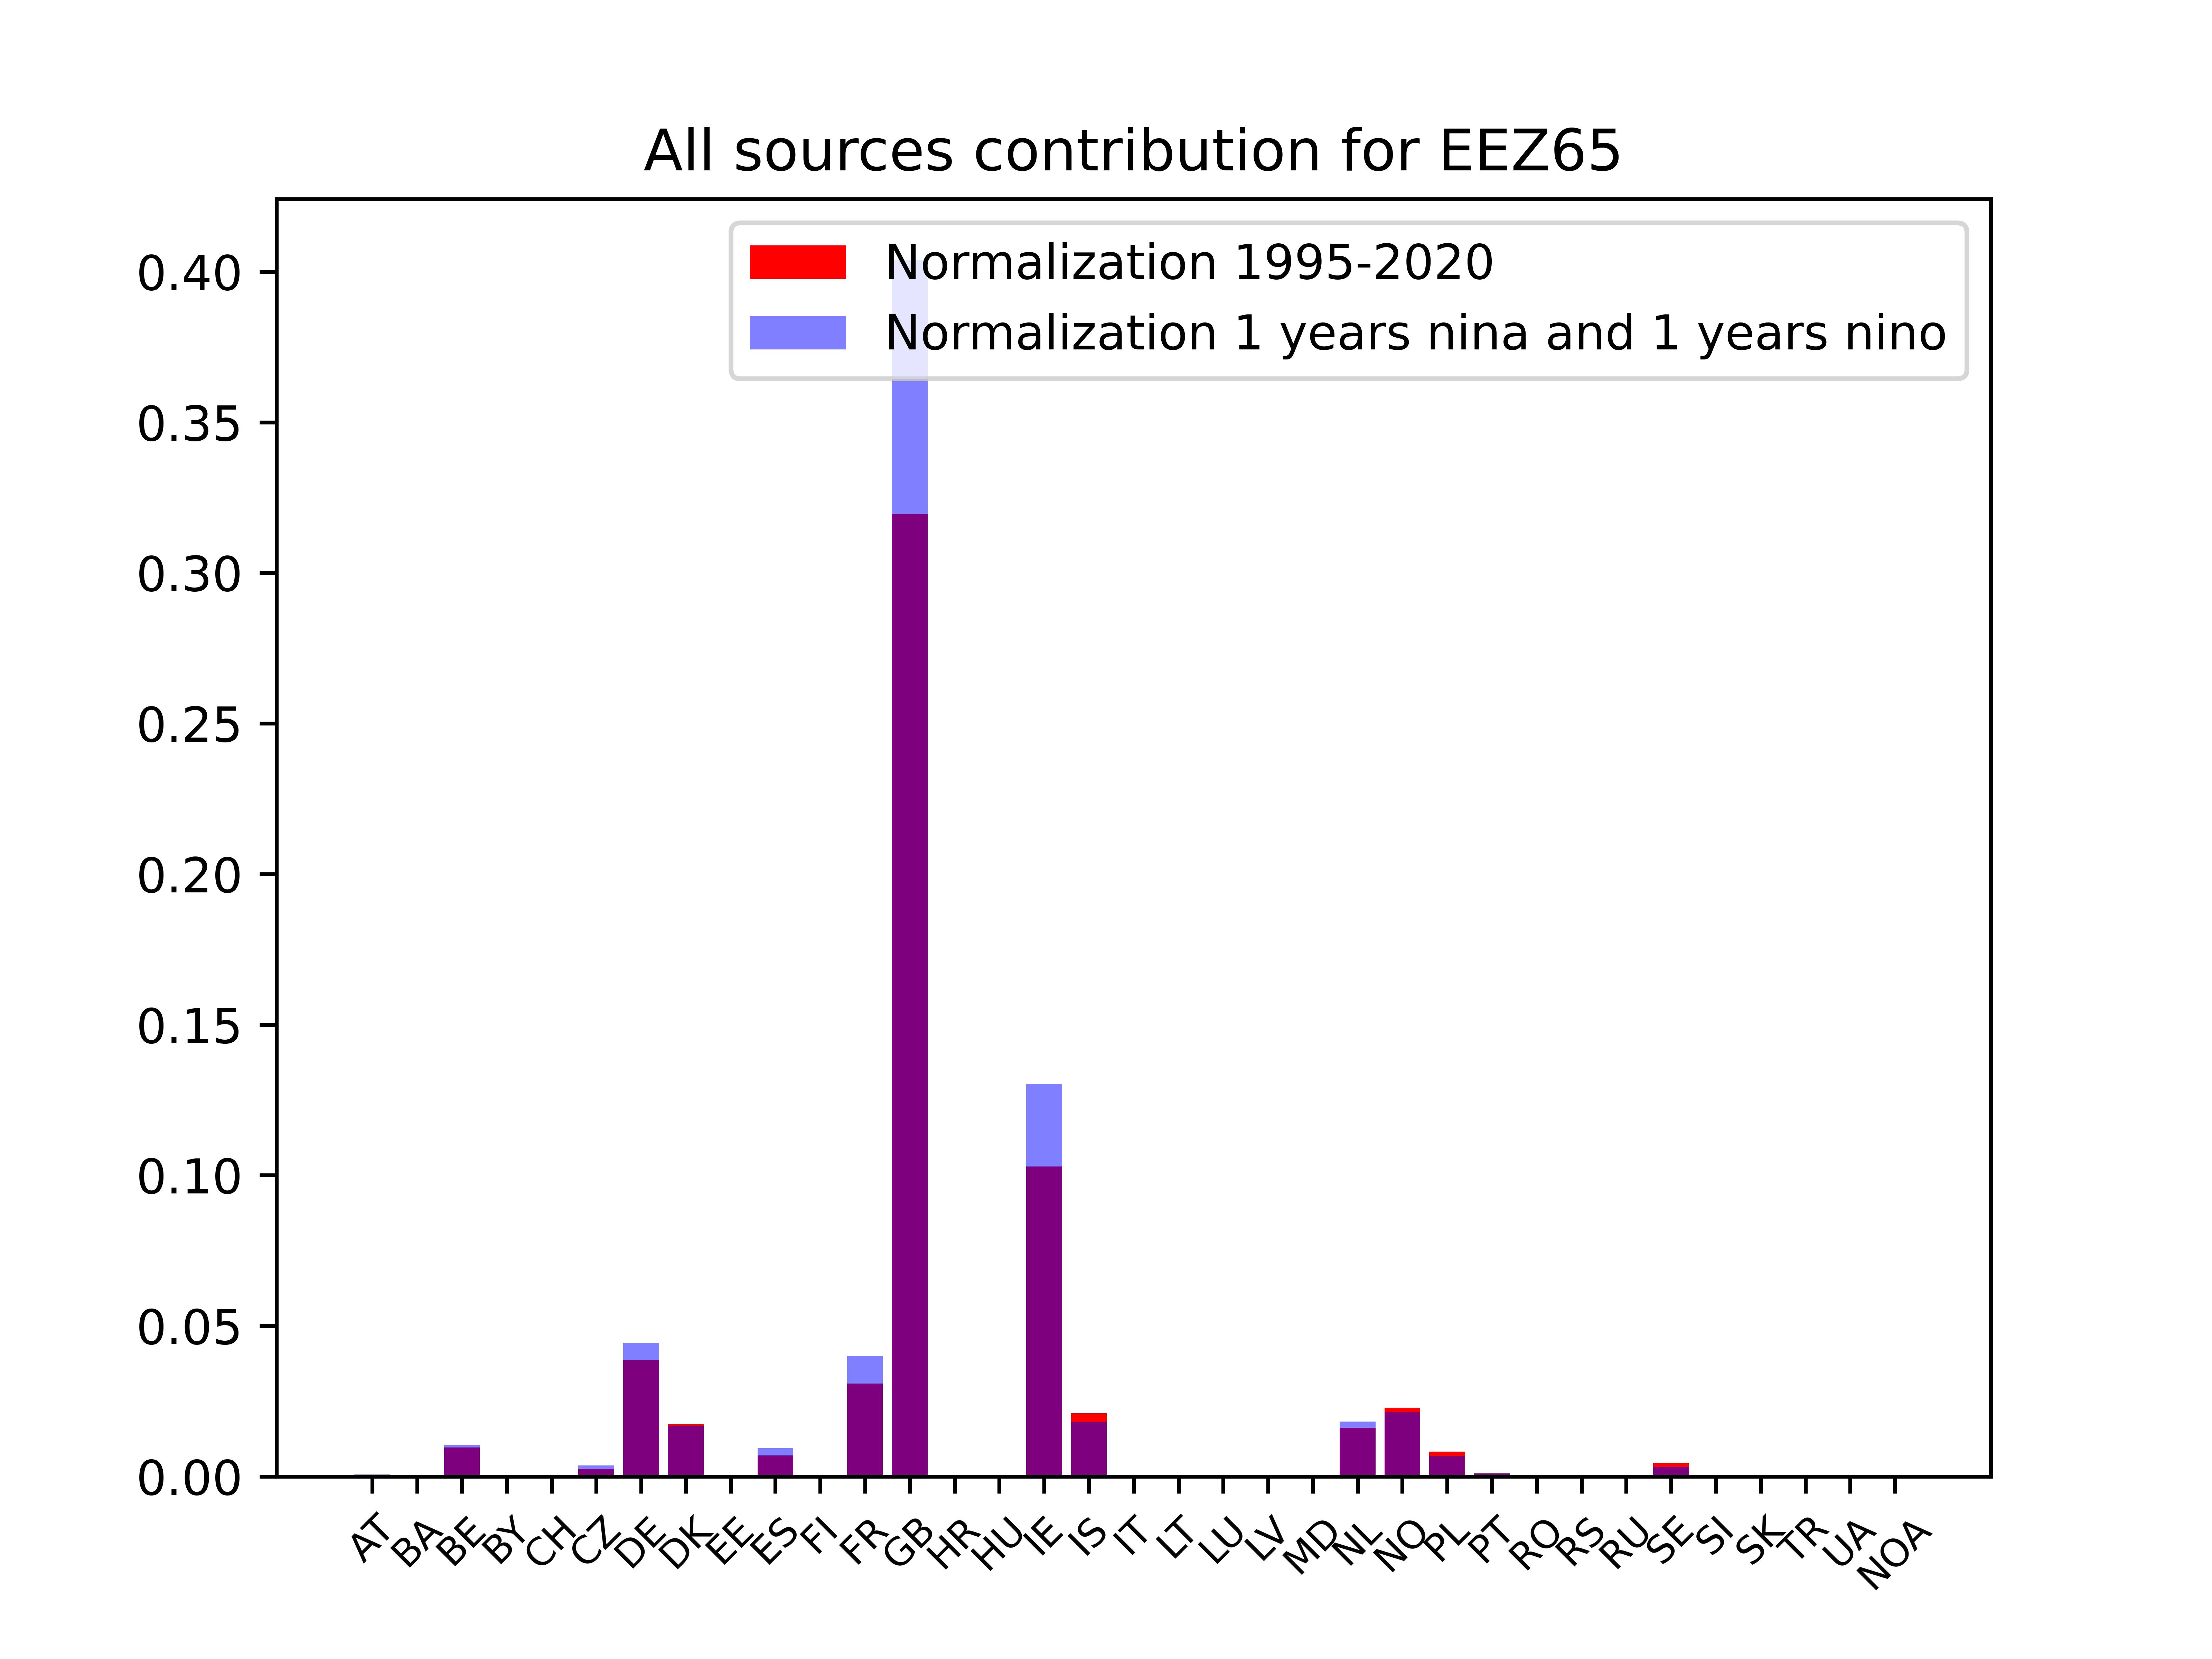 All sources contribution for EEZ65
Normalization 1995-2020
Normalization 1 years nina and 1 years nino
0.40
0.35
0.30
0.25
0.20
0.15
0.10
0.05
0.00
AT BA BE BY CH CZ DE DK EE ES FI FR GB HR HU IE IS IT LT LU LV MD NL NO PL PT RO RS RU SE SI SK TR UA NOA